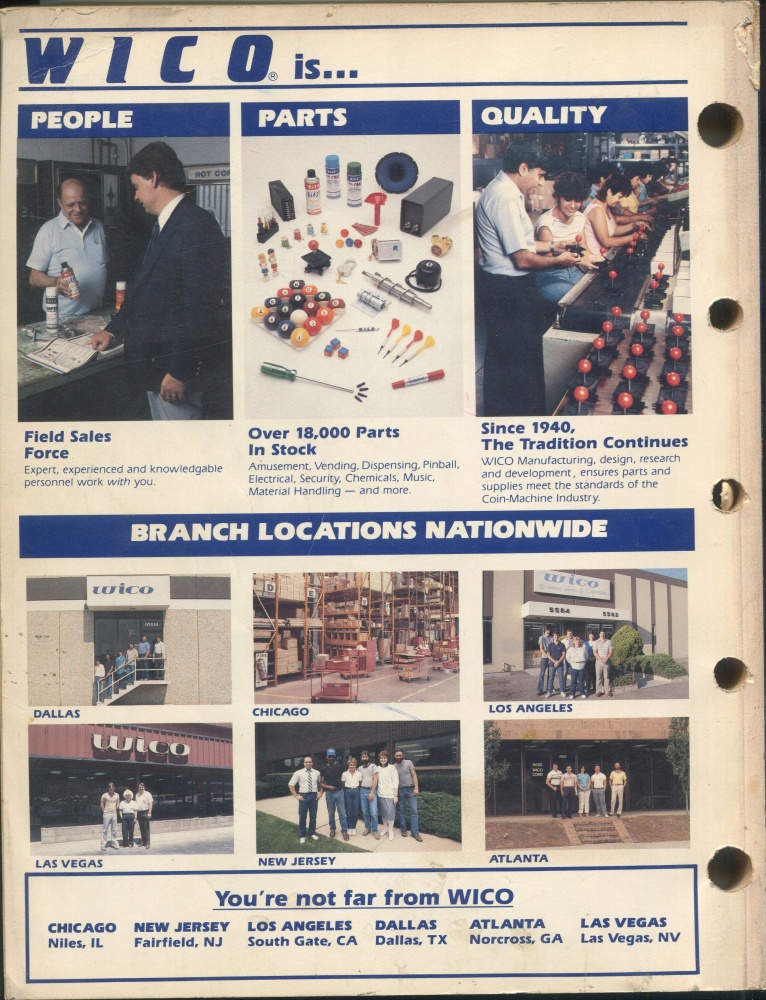 WICO® is...
PEOPLE
PARTS
QUALITY
Field Sales
Force
Expert, experienced and knowledgable
personnel work with you.
Over 18,000 Parts
In Stock
Amusement, Vending, Dispensing, Pinball,
Electrical, Security, Chemicals, Music,
Material Handling — and more.
Since 1940,
The Tradition Continues
WICO Manufacturing, design, research
and development, ensures parts and
supplies meet the standards of the
Coin-Machine Industry.
BRANCH LOCATIONS NATIONWIDE
wico
D
E
wico
5584
5583
DALLAS
CHICAGO
LOS ANGELES
wico
LAS VEGAS
NEW JERSEY
ATLANTA
You're not far from WICO
CHICAGO
Niles, IL
NEW JERSEY
Fairfield, NJ
LOS ANGELES
South Gate, CA
DALLAS
Dallas, TX
ATLANTA
Norcross, GA
LAS VEGAS
Las Vegas, NV